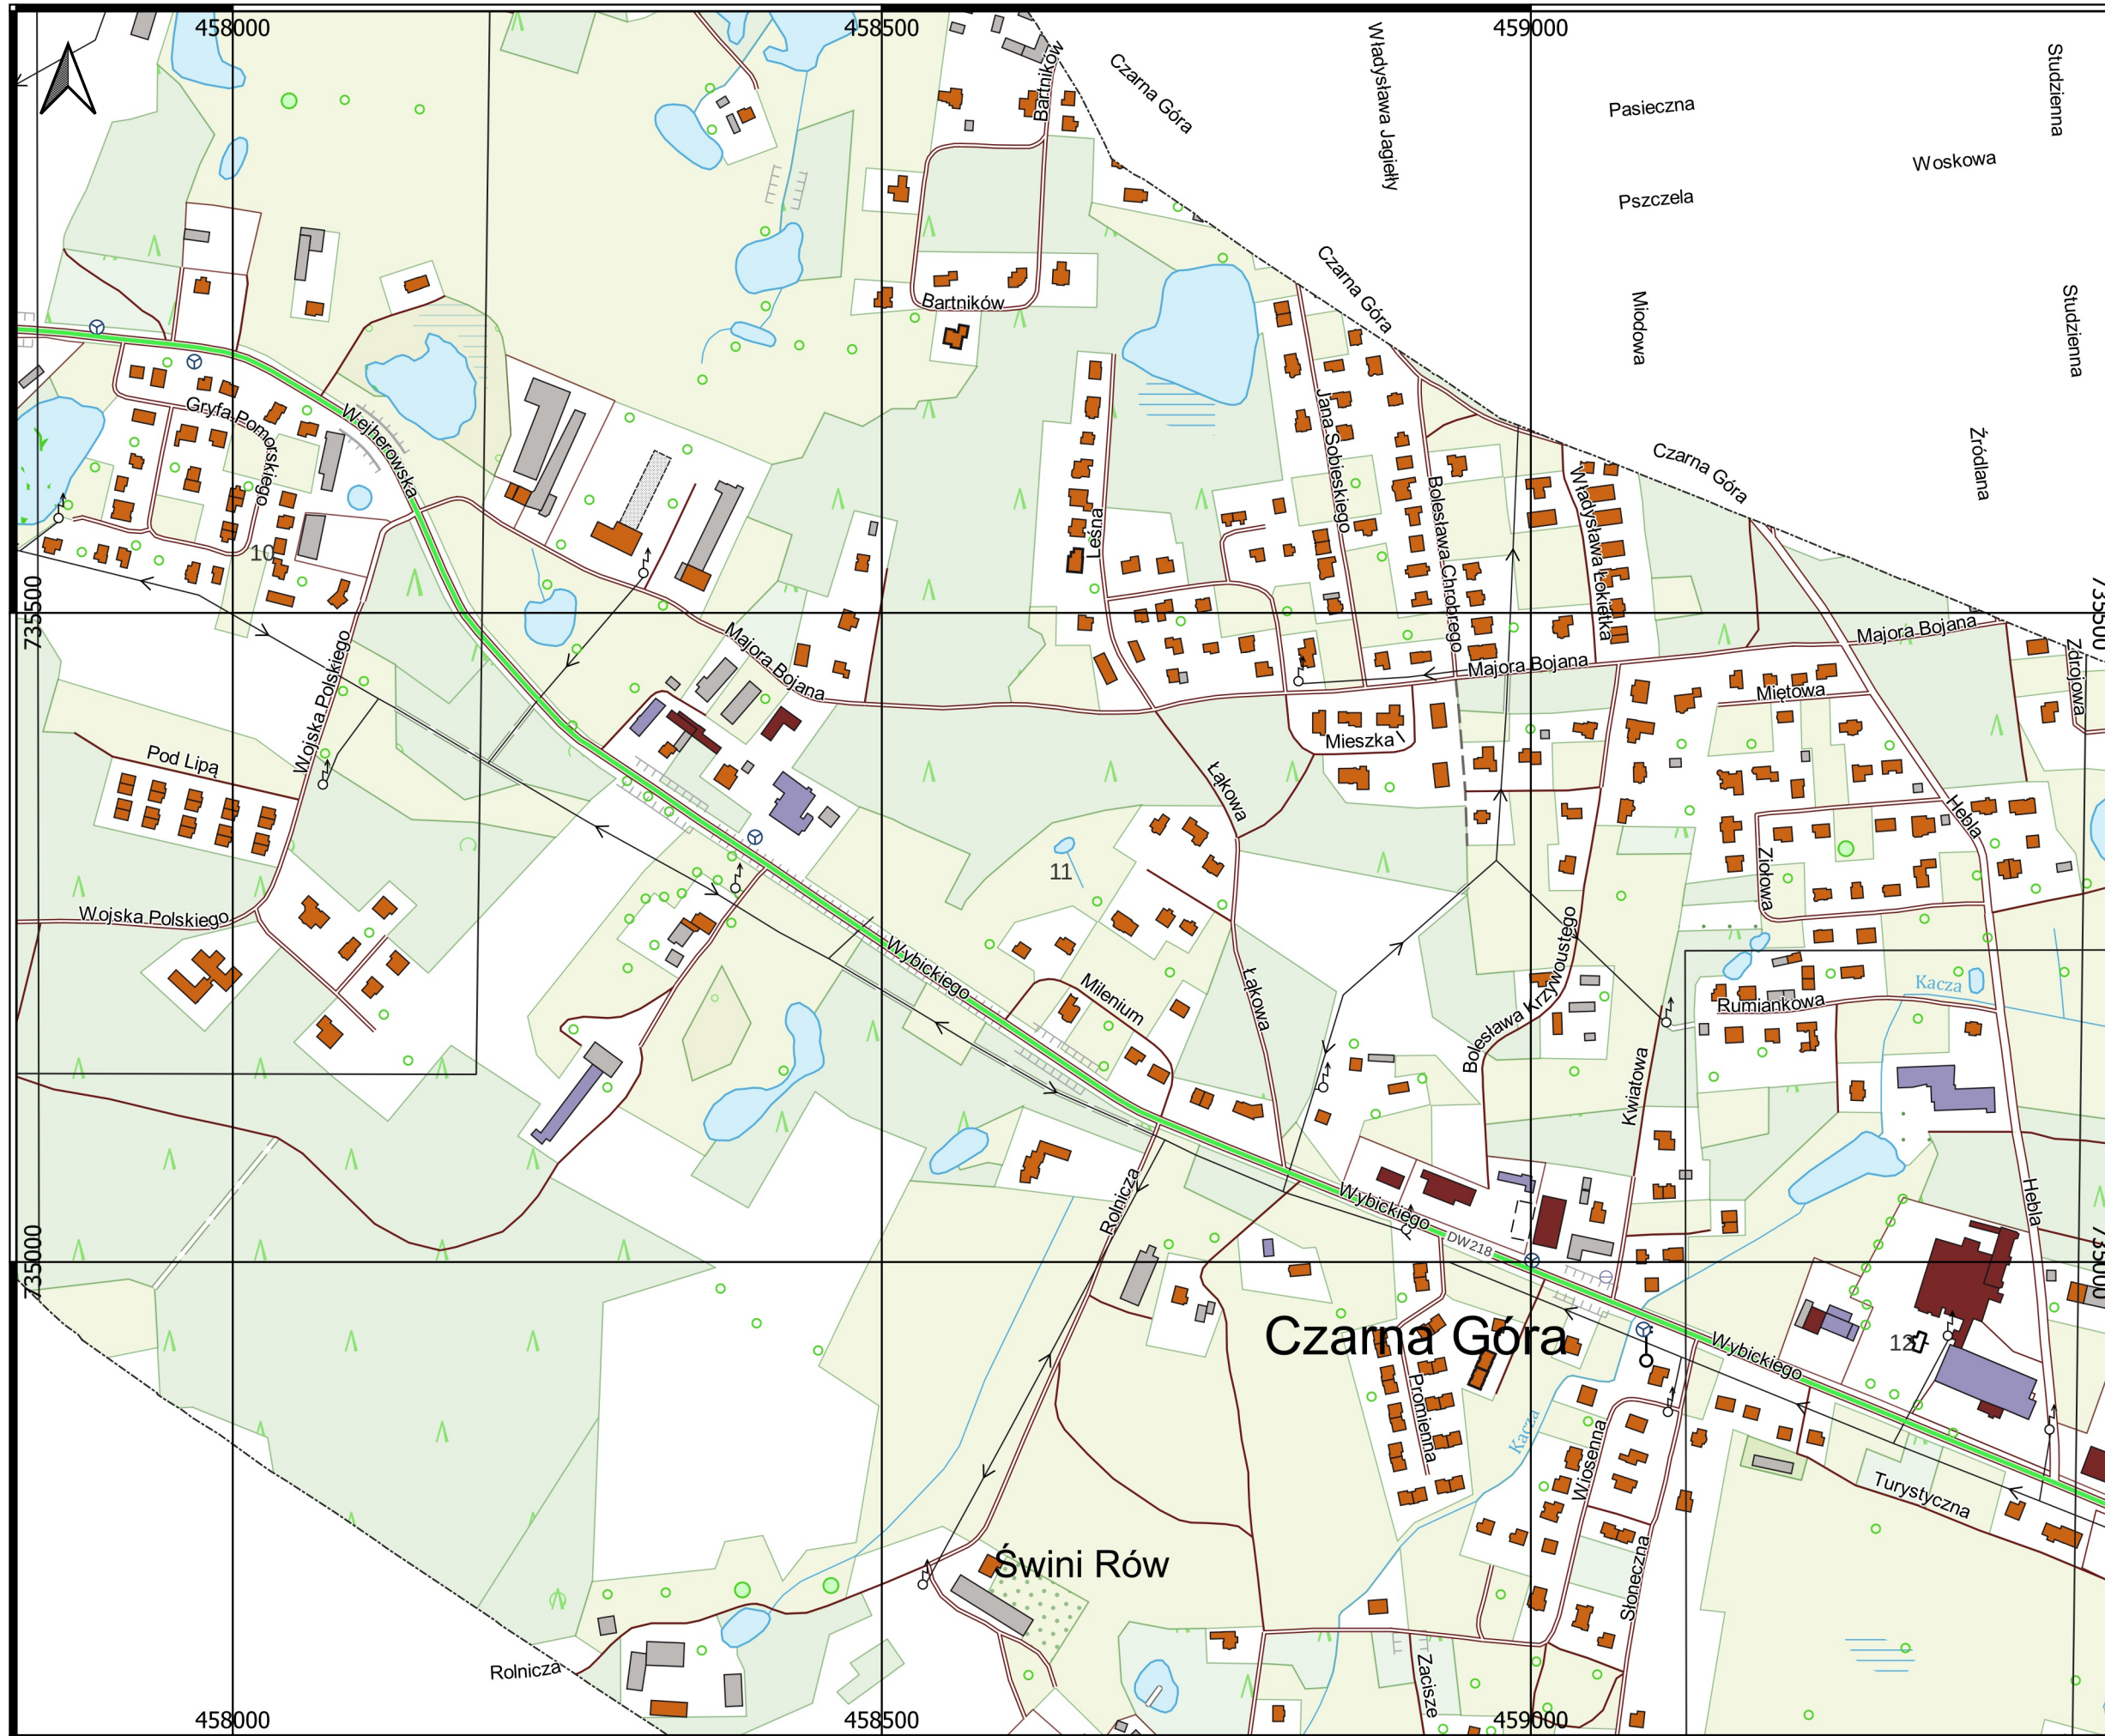 458000
458500
459000
Bartników
Czarna Góra
Władysława Jagiełły
Pasieczna
Studzienna
Woskowa
Pszczela
Czarna Góra
Bartników
Miodowa
Studzienna
Gryfa Pomorskiego
Wejherowska
Jana Sobieskiego
Czarna Góra
Źródlana
Bolesława Chrobrego
Władysława Łokietka
Leśna
10
735500
735500
Wojska Polskiego
Majora Bojana
Majora Bojana
Majora Bojana
Zdrojowa
Miętowa
Pod Lipą
Mieszka \
Łąkowa
Hebla
11
Ziołowa
Wojska Polskiego
Wybickiego
Bolesława Krzywoustego
Milenium
Łąkowa
Kacza
Rumiankowa
Kwiatowa
Rolnicza
Wybickiego
Hebla
DW218
735000
735000
Czarna Góra
12
Wybickiego
Promienna
Kacza
Wiosenna
Turystyczna
Świni Rów
Słoneczna
Rolnicza
Zacisze
458000
458500
459000